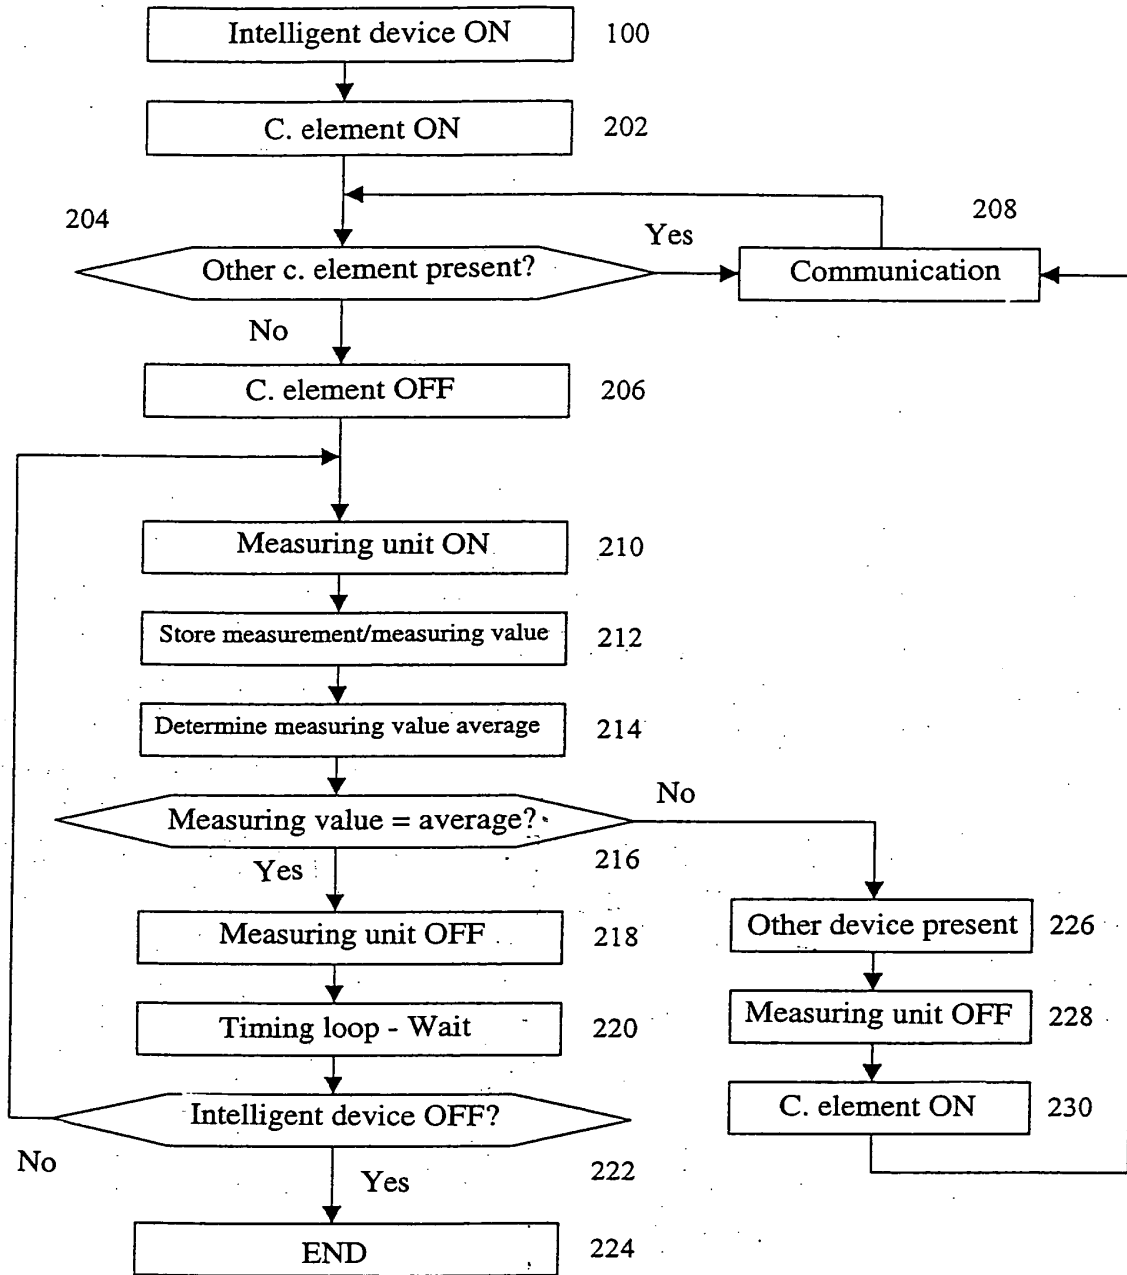 Intelligent device ON 100
C. element ON 202
204
208
Yes
Other c. element present?
Communication
No
C. element OFF 206
Measuring unit ON 210
Store measurement/measuring value 212
Determine measuring value average 214
No
Measuring value = average?
216
Yes
Other device present 226
Measuring unit OFF 218
Measuring unit OFF 228
Timing loop - Wait 220
Intelligent device OFF?
C. element ON 230
No
222
Yes
END 224